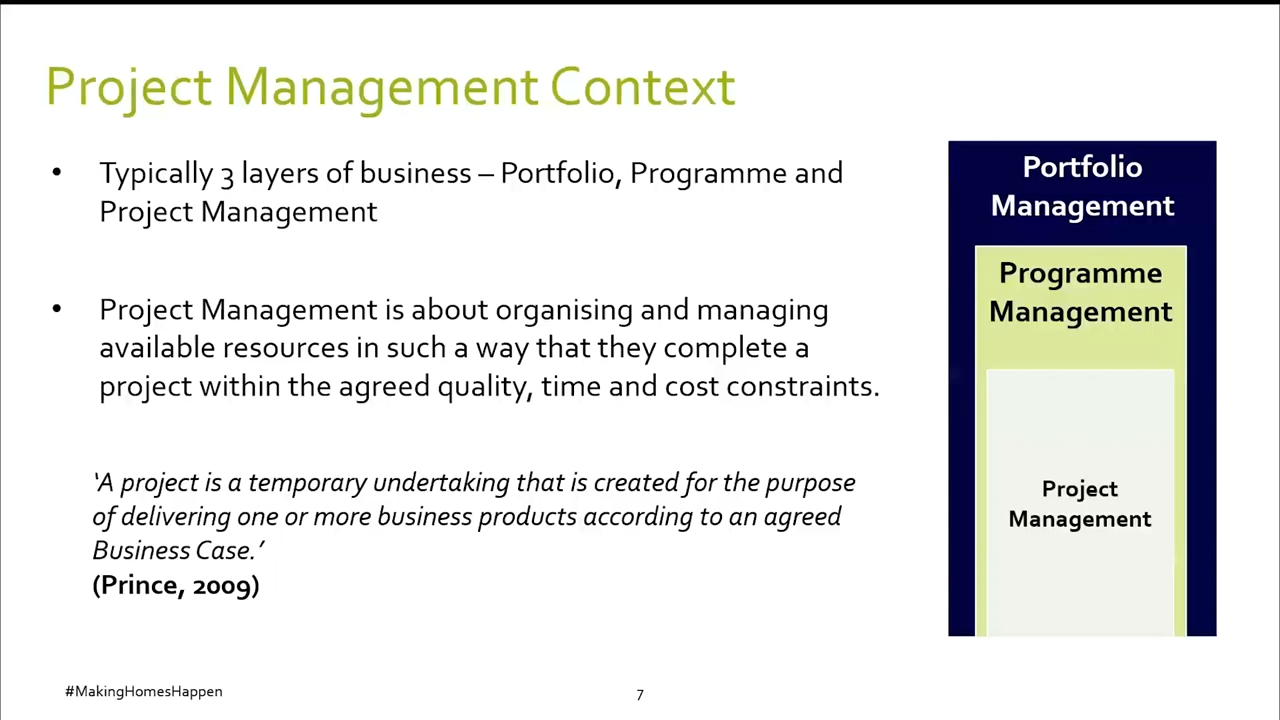 Project Management Context
• Typically 3 layers of business – Portfolio, Programme and
Project Management
• Project Management is about organising and managing
available resources in such a way that they complete a
project within the agreed quality, time and cost constraints.
‘A project is a temporary undertaking that is created for the purpose
of delivering one or more business products according to an agreed
Business Case.’
(Prince, 2009)
Portfolio
Management
Programme
Management
Project
Management
#MakingHomesHappen
7